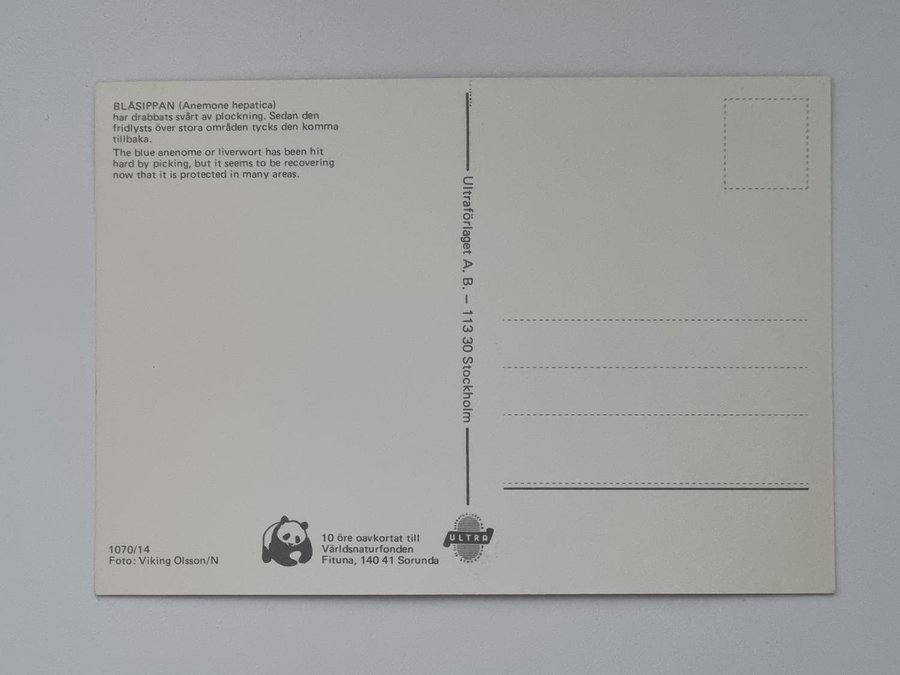 BLÅSIPPAN (Anemone hepatica)
har drabbats svårt av plockning. Sedan den
fridlysts över stora områden tycks den komma
tillbaka.
The blue anenome or liverwort has been hit
hard by picking, but it seems to be recovering
now that it is protected in many areas.
1070/14
Foto: Viking Olsson/N
10 öre oavkortat till
Världsnaturfonden
Fituna, 140 41 Sorunda
Ultraförlaget A. B. – 113 30 Stockholm
ULTRA